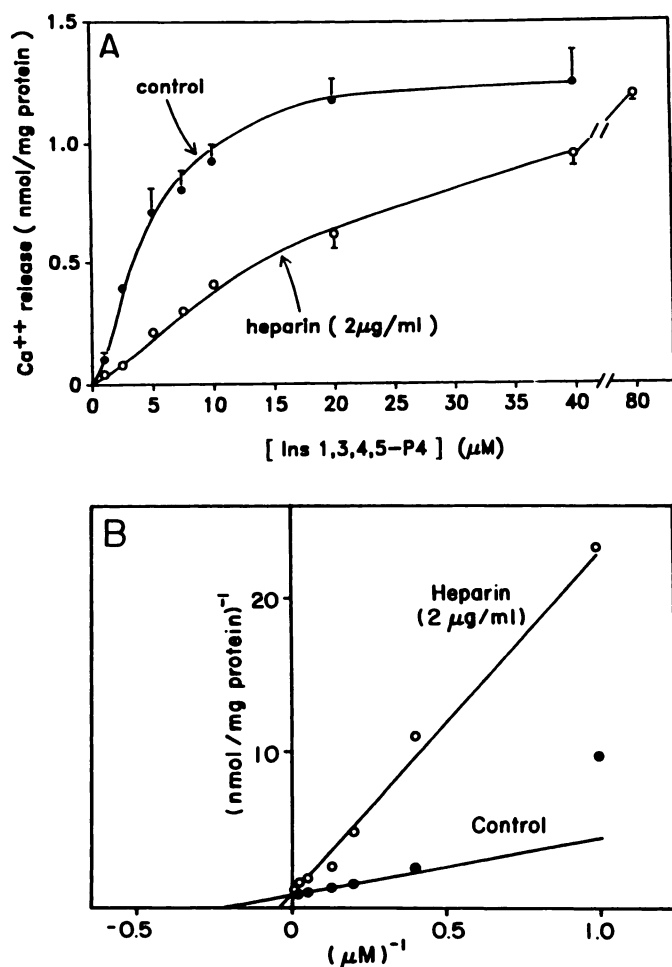 A
1.5
1.0
0.5
0
Ca++ release ( nmol/mg protein)
control
heparin ( 2μg/ml )
0 5 10 15 20 25 30 35 40 80
[ Ins 1,3,4,5-P4 ] (μM)
B
20
10
(nmol/mg protein)-1
Heparin
(2 μg/ml)
Control
-0.5 0 0.5 1.0
(μM)-1